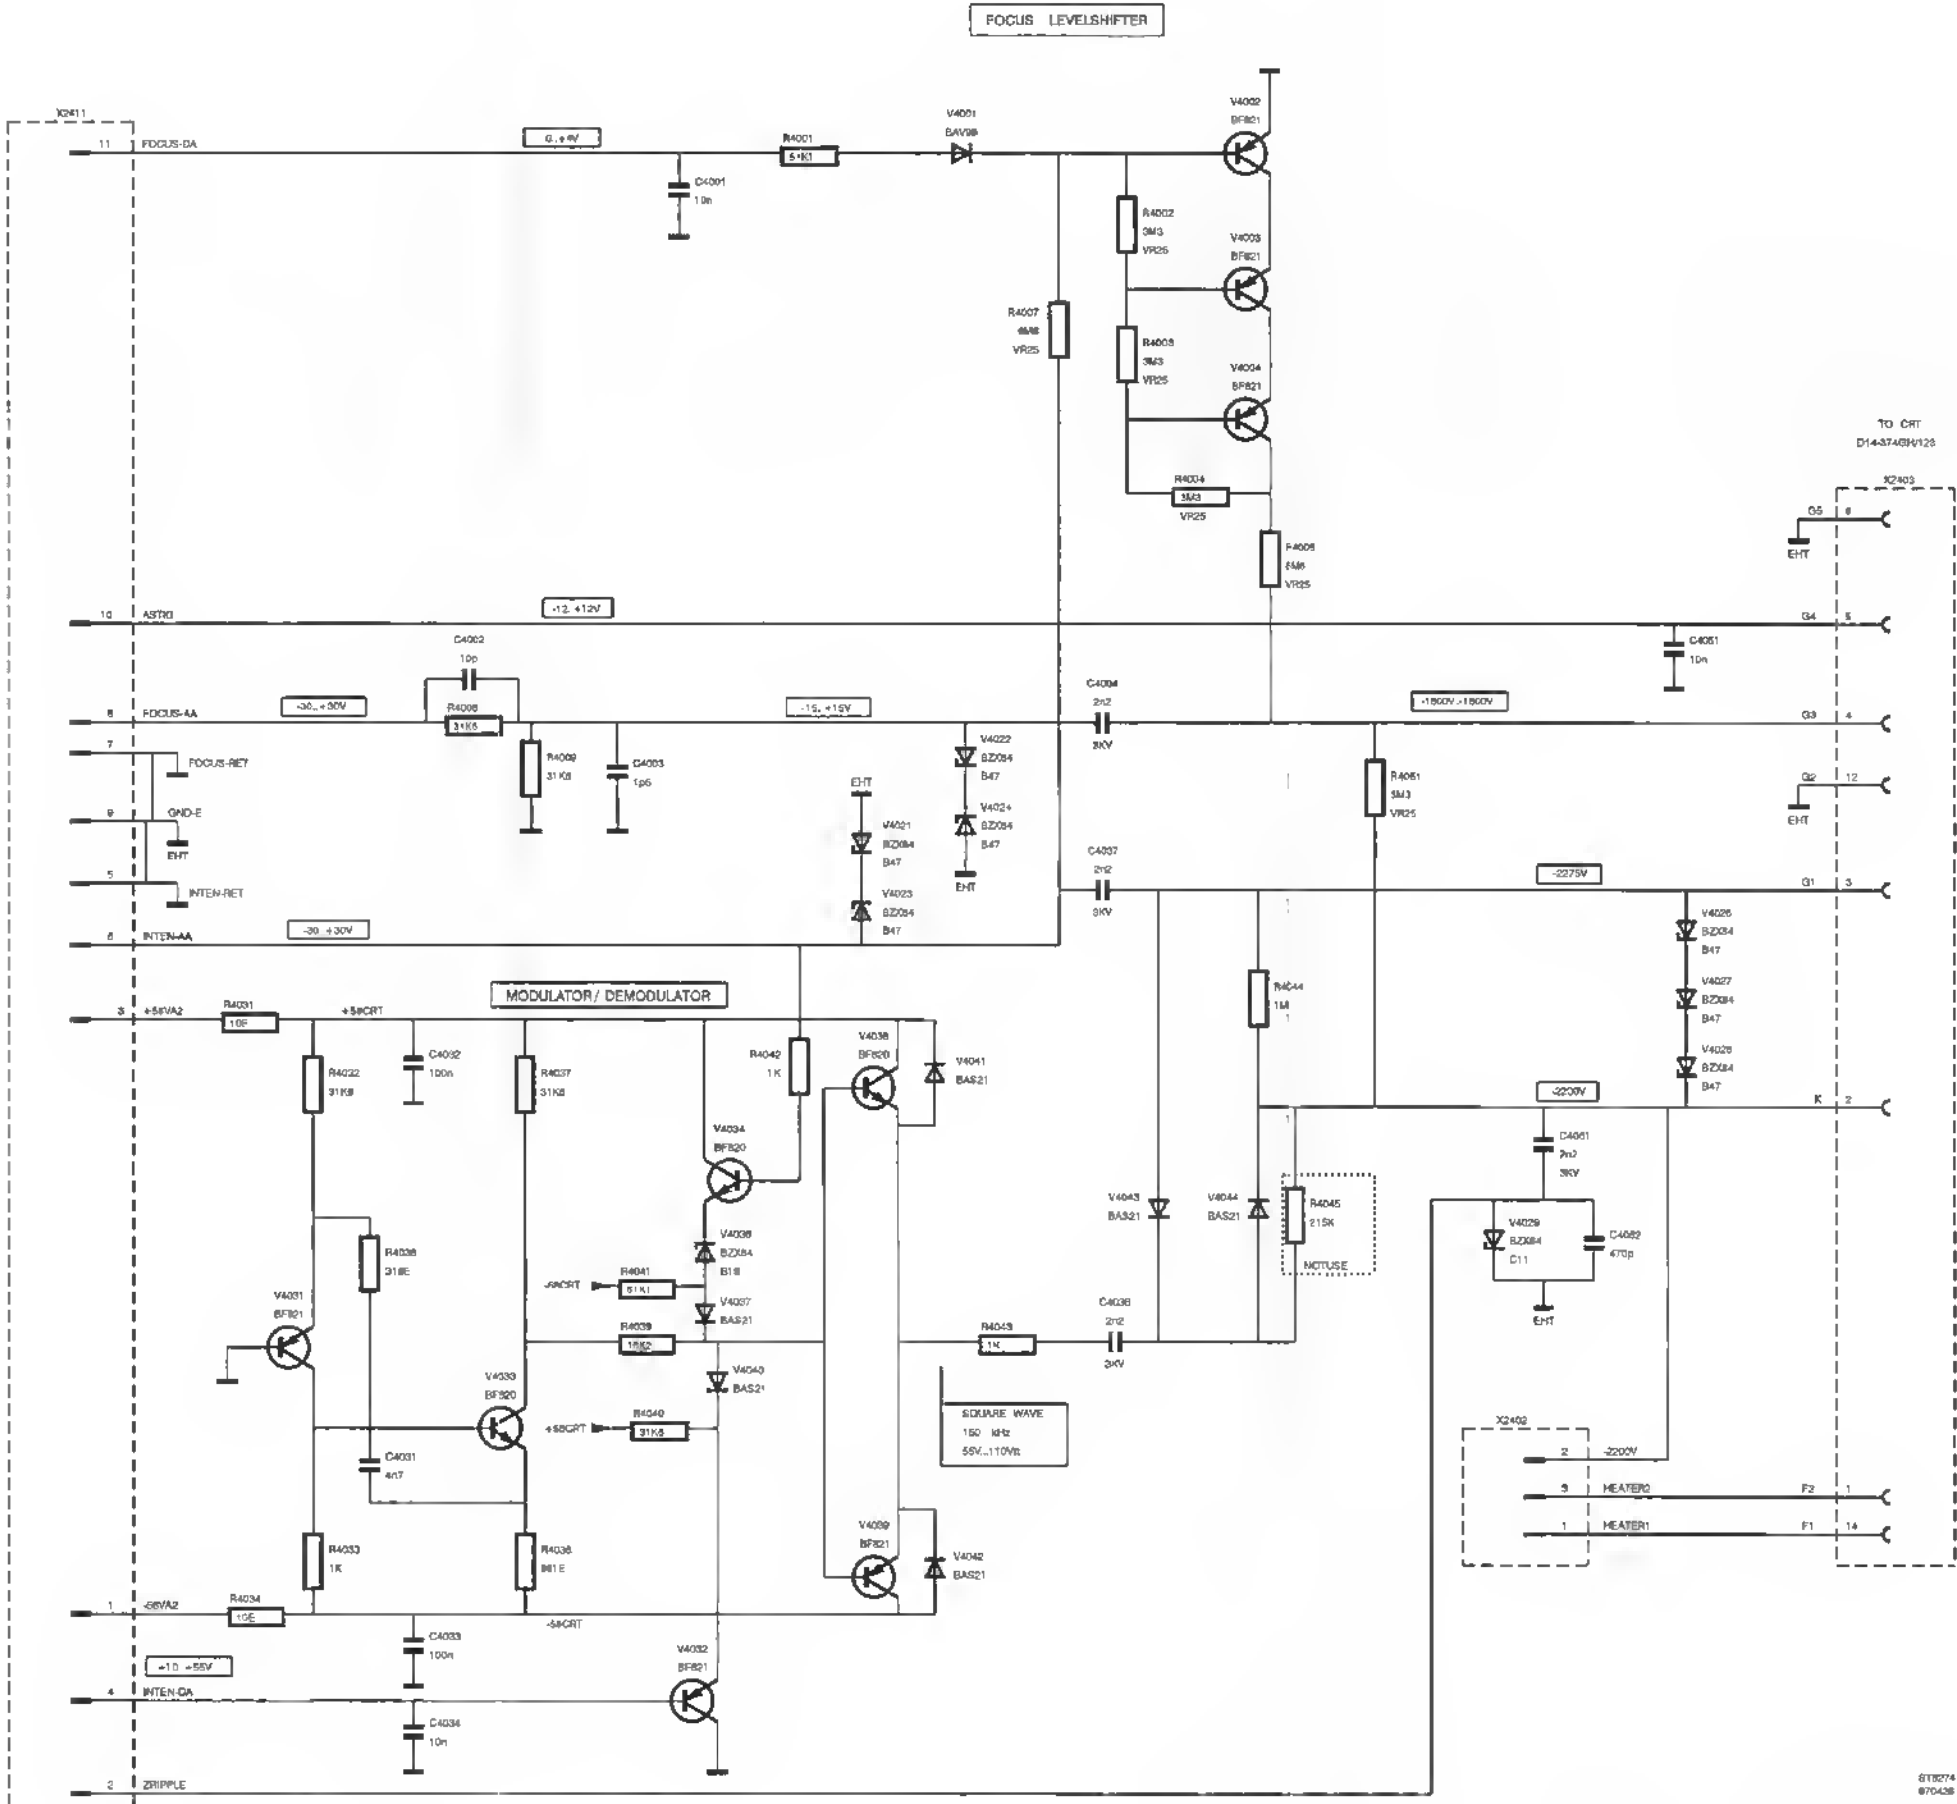 FOCUS LEVELSHIFTER
X2411
11 FOCUS-DA
0..+4V
R4001
51K1
V4001
BAV99
V4002
BF821
C4001
10n
R4002
3M3
VR25
V4003
BF821
R4007
VR25
R4003
3M3
VR25
V4004
BF821
R4004
3M3
VR25
TO CRT
X2403
G5 6
EHT
VR25
10 ASTIG
-12..+12V
G4 5
C4051
10n
C4002
10p
8 FOCUS-AA
-30..+30V
31K6
-15..+15V
C4004
2n2
3KV
G3 4
7
FOCUS-RET
R4009
31K6
C4003
1p5
V4022
BZX84
B47
V4024
BZX84
B47
EHT
EHT
V4021
BZX84
B47
V4023
BZX84
B47
R4051
3M3
VR25
G2 12
EHT
9 GND-E
EHT
5
INTEN-RET
C4037
2n2
3KV
-2275V
G1 3
6 INTEN-AA
-30..+30V
V4026
BZX84
B47
V4027
BZX84
B47
V4028
BZX84
B47
MODULATOR/ DEMODULATOR
3 +58VA2
R4031
10E
+58CRT
R4032
31K6
C4032
100n
R4037
31K6
R4042
1K
V4038
BF820
V4041
BAS21
R4044
1M
-2200V
K 2
C4061
2n2
3KV
V4034
BF820
V4043
BAS21
V4044
BAS21
R4045
215K
NOTUSE
V4029
BZX84
C11
C4062
470p
EHT
316E
V4036
BZX84
-58CRT
R4041
51K1
V4037
BAS21
V4031
BF821
R4039
C4036
2n2
3KV
R4043
1K
V4033
BF820
V4040
BAS21
+58CRT
R4040
31K6
SQUARE WAVE
150 kHz
55V...110Vtt
C4031
4n7
X2402
2 -2200V
3 HEATER2
F2 1
1 HEATER1
F1 14
R4033
1K
V4039
BF821
V4042
BAS21
1 -58VA2
R4034
10E
-58CRT
C4033
100n
V4032
BF821
+10..+55V
4 INTEN-DA
C4034
10n
2 ZRIPPLE